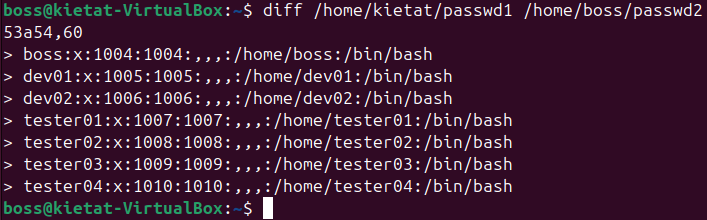 boss@kietat-VirtualBox:~$ diff /home/kietat/passwd1 /home/boss/passwd2
53a54,60
> boss:x:1004:1004:,,,:/home/boss:/bin/bash
> dev01:x:1005:1005:,,,:/home/dev01:/bin/bash
> dev02:x:1006:1006:,,,:/home/dev02:/bin/bash
> tester01:x:1007:1007:,,,:/home/tester01:/bin/bash
> tester02:x:1008:1008:,,,:/home/tester02:/bin/bash
> tester03:x:1009:1009:,,,:/home/tester03:/bin/bash
> tester04:x:1010:1010:,,,:/home/tester04:/bin/bash
boss@kietat-VirtualBox:~$